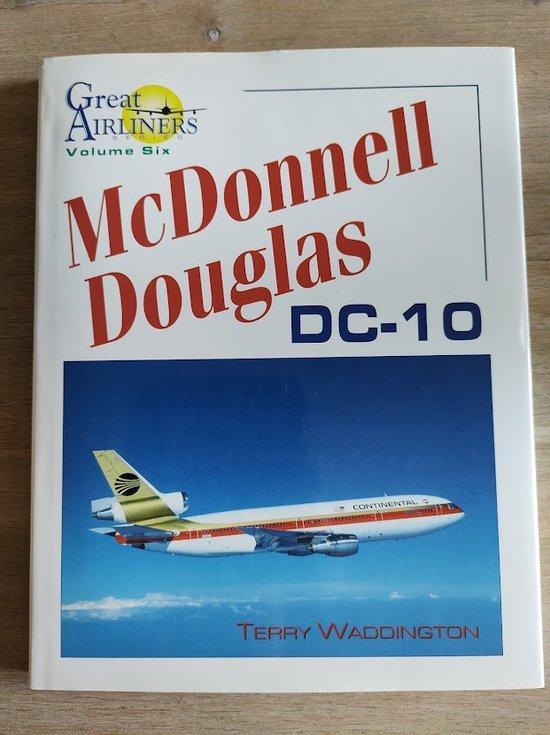 Great
AIRLINERS
SERIES
Volume Six
McDonnell
Douglas
DC-10
CONTINENTAL
TERRY WADDINGTON